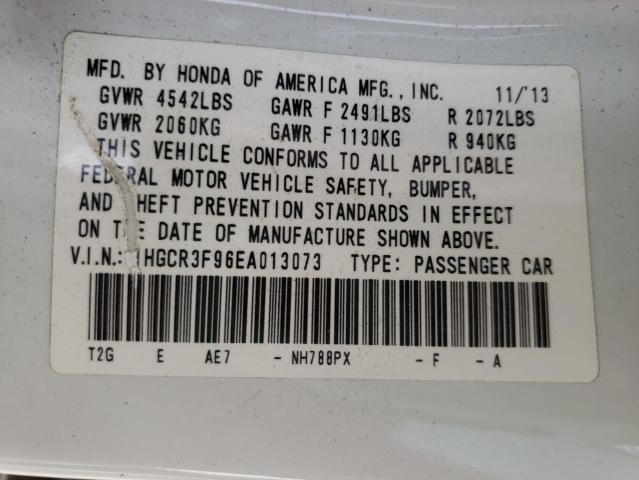 MFD. BY HONDA OF AMERICA MFG., INC. 11/'13
GVWR 4542LBS GAWR F 2491LBS R 2072LBS
GVWR 2060KG GAWR F 1130KG R 940KG
THIS VEHICLE CONFORMS TO ALL APPLICABLE
FEDERAL MOTOR VEHICLE SAFETY, BUMPER,
AND THEFT PREVENTION STANDARDS IN EFFECT
ON THE DATE OF MANUFACTURE SHOWN ABOVE.
V.I.N.: 1HGCR3F96EA013073 TYPE: PASSENGER CAR
T2G E AE7 - NH788PX - F - A